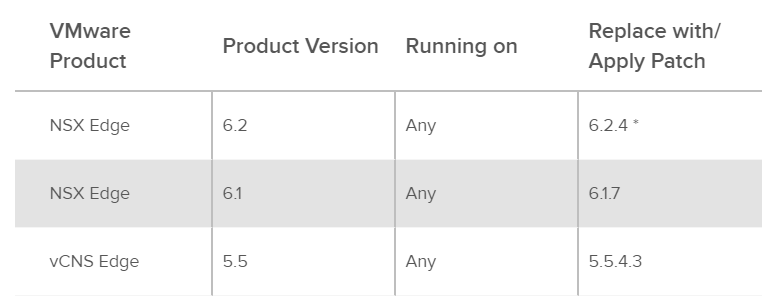 VMware Product | Product Version | Running on | Replace with/ Apply Patch
NSX Edge | 6.2 | Any | 6.2.4 *
NSX Edge | 6.1 | Any | 6.1.7
vCNS Edge | 5.5 | Any | 5.5.4.3